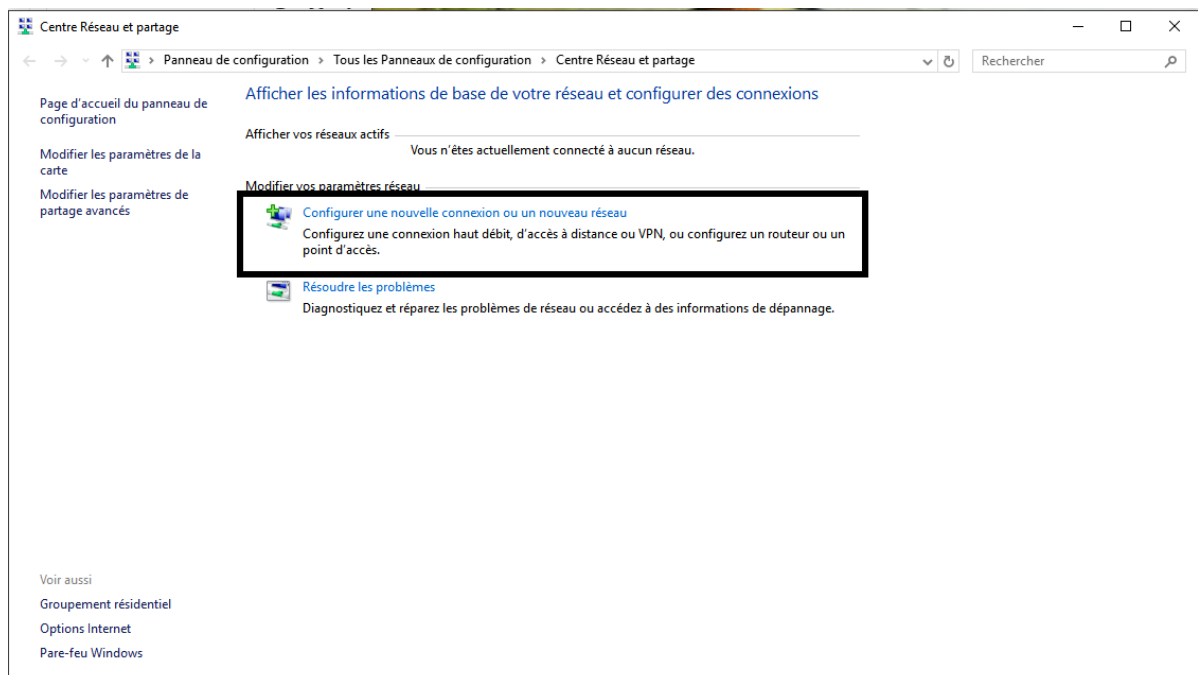 Centre Réseau et partage
Panneau de configuration > Tous les Panneaux de configuration > Centre Réseau et partage
Rechercher
Page d'accueil du panneau de
configuration
Modifier les paramètres de la
carte
Modifier les paramètres de
partage avancés
Afficher les informations de base de votre réseau et configurer des connexions
Afficher vos réseaux actifs
Vous n'êtes actuellement connecté à aucun réseau.
Modifier vos paramètres réseau
Configurer une nouvelle connexion ou un nouveau réseau
Configurez une connexion haut débit, d'accès à distance ou VPN, ou configurez un routeur ou un
point d'accès.
Résoudre les problèmes
Diagnostiquez et réparez les problèmes de réseau ou accédez à des informations de dépannage.
Voir aussi
Groupement résidentiel
Options Internet
Pare-feu Windows